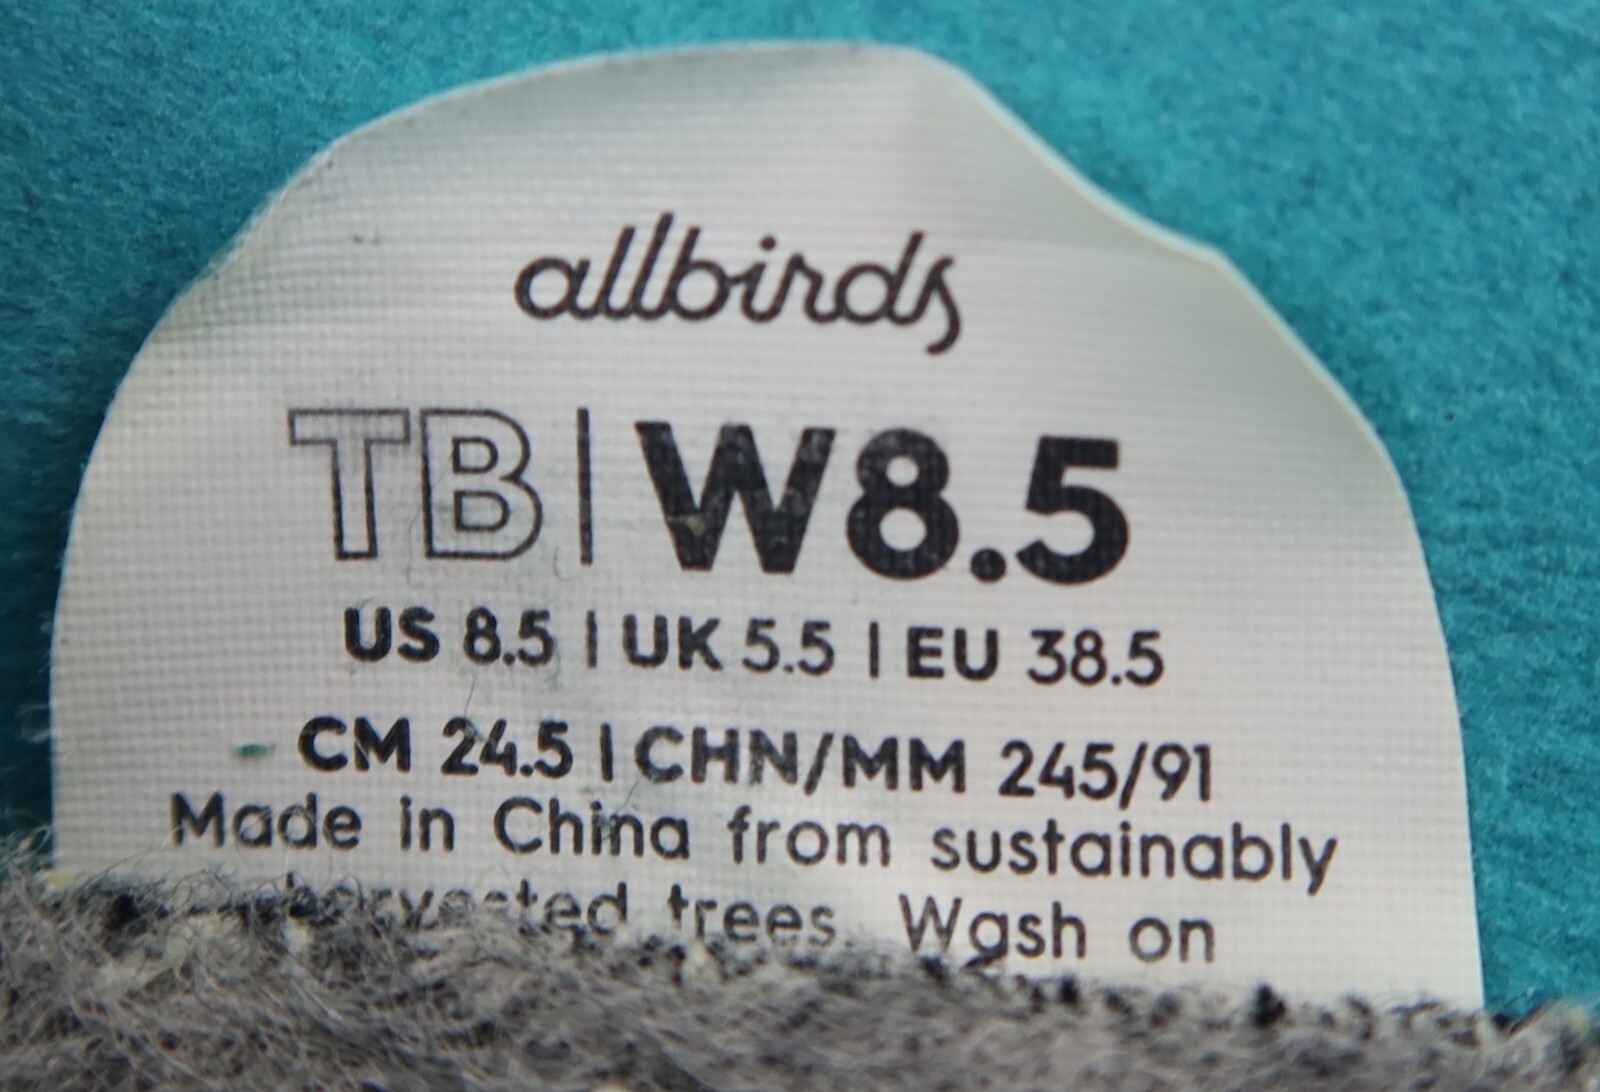 allbirds
TB | W8.5
US 8.5 | UK 5.5 | EU 38.5
CM 24.5 | CHN/MM 245/91
Made in China from sustainably
harvested trees. Wash on